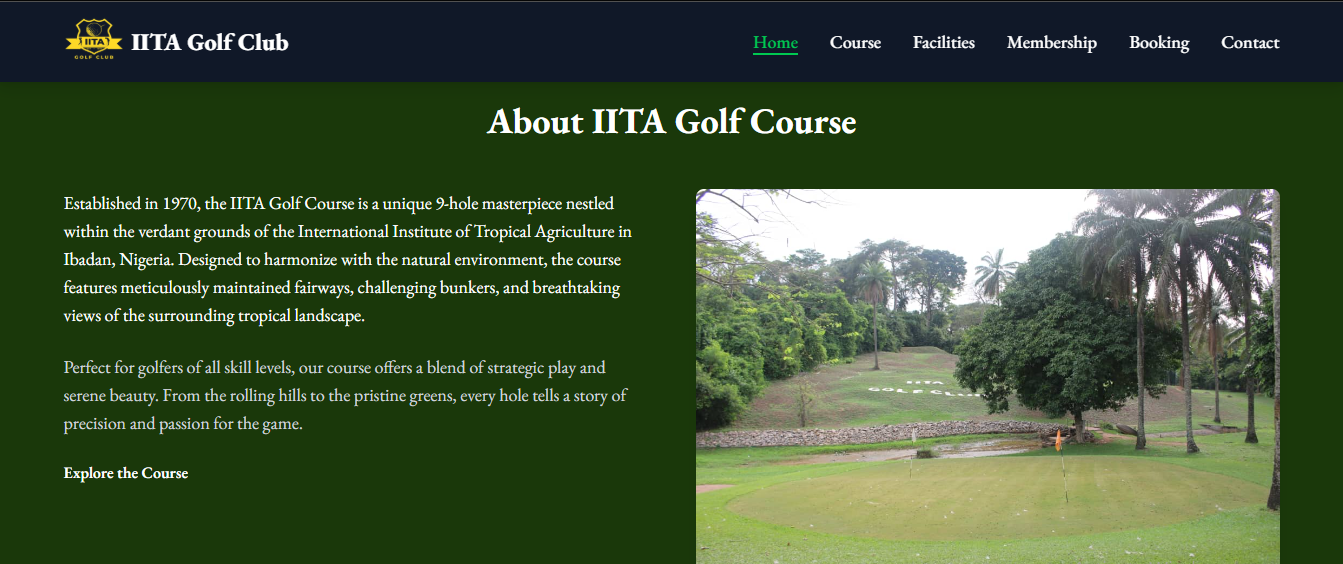 IITA
GOLF CLUB
IITA Golf Club
Home
Course
Facilities
Membership
Booking
Contact
About IITA Golf Course
Established in 1970, the IITA Golf Course is a unique 9-hole masterpiece nestled
within the verdant grounds of the International Institute of Tropical Agriculture in
Ibadan, Nigeria. Designed to harmonize with the natural environment, the course
features meticulously maintained fairways, challenging bunkers, and breathtaking
views of the surrounding tropical landscape.
Perfect for golfers of all skill levels, our course offers a blend of strategic play and
serene beauty. From the rolling hills to the pristine greens, every hole tells a story of
precision and passion for the game.
Explore the Course
IITA
GOLF CLUB